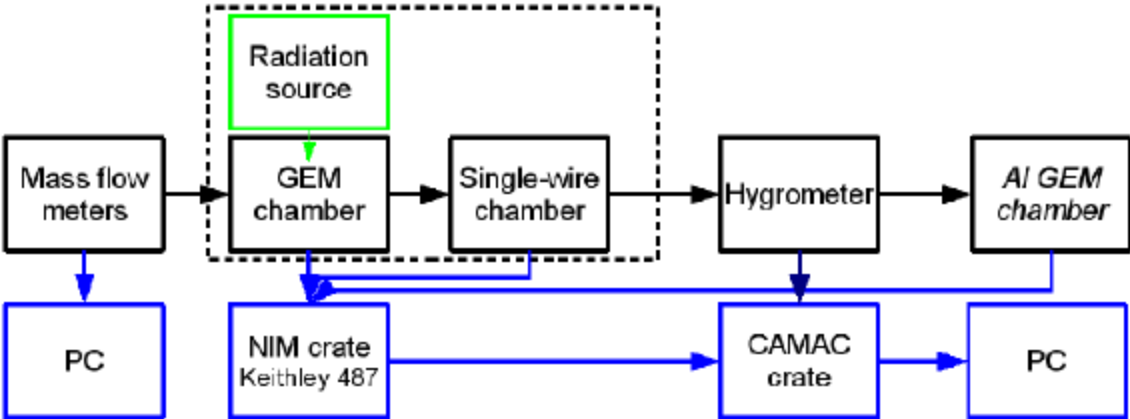 Radiation
source
Mass flow
meters
GEM
chamber
Single-wire
chamber
Hygrometer
Al GEM
chamber
PC
NIM crate
Keithley 487
CAMAC
crate
PC